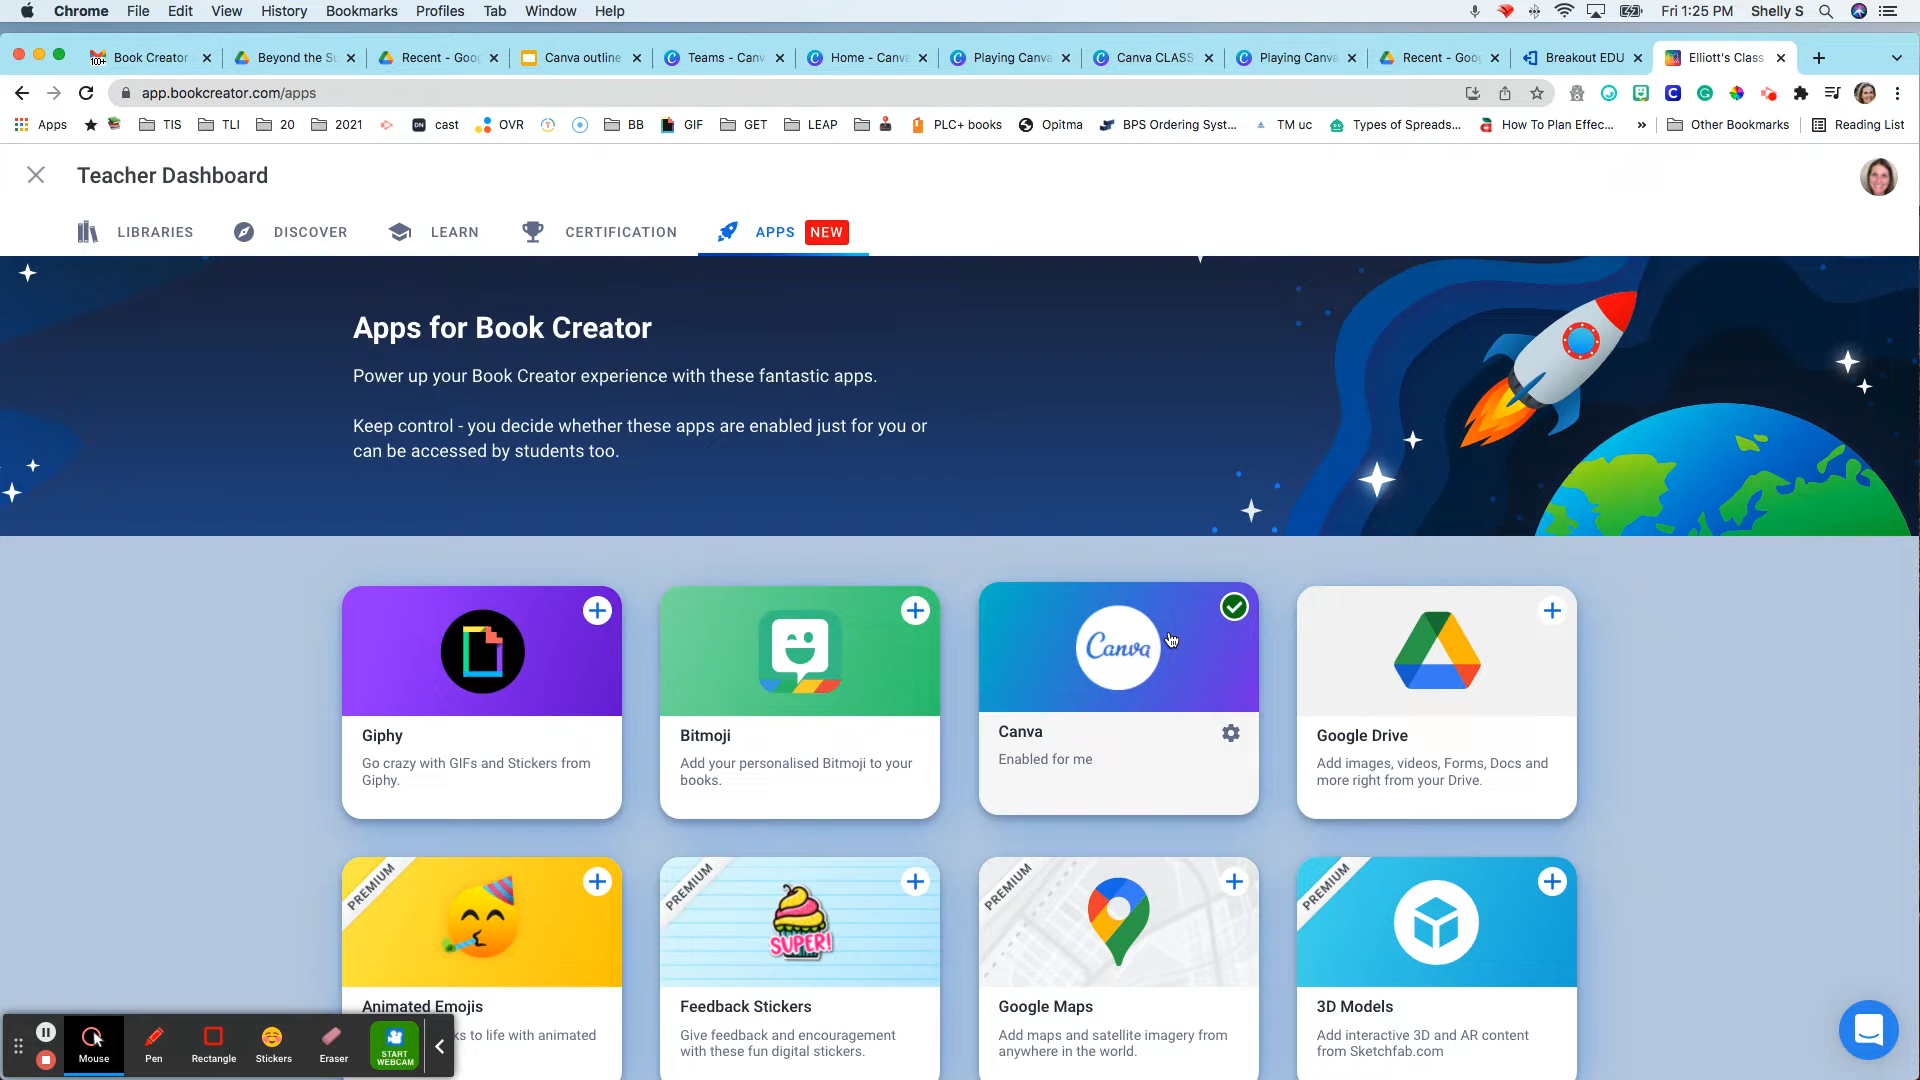 Chrome File Edit View History Bookmarks Profiles Tab Window Help Fri 1:25 PM Shelly S
100+ Book Creator Beyond the Su Recent - Goog Canva outline Teams - Canv Home - Canva Playing Canva Canva CLASS Playing Canva Recent - Goog Breakout EDU Elliott's Class
app.bookcreator.com/apps
Apps TIS TLI 20 2021 cast OVR BB GIF GET LEAP PLC+ books Opitma BPS Ordering Syst... TM uc Types of Spreads... How To Plan Effec... » Other Bookmarks Reading List
Teacher Dashboard
LIBRARIES DISCOVER LEARN CERTIFICATION APPS NEW
Apps for Book Creator
Power up your Book Creator experience with these fantastic apps.
Keep control - you decide whether these apps are enabled just for you or
can be accessed by students too.
Canva
Giphy
Go crazy with GIFs and Stickers from
Giphy.
Bitmoji
Add your personalised Bitmoji to your
books.
Canva
Enabled for me
Google Drive
Add images, videos, Forms, Docs and
more right from your Drive.
PREMIUM
Animated Emojis
ks to life with animated
PREMIUM
SUPER!
Feedback Stickers
Give feedback and encouragement
with these fun digital stickers.
PREMIUM
Google Maps
Add maps and satellite imagery from
anywhere in the world.
PREMIUM
3D Models
Add interactive 3D and AR content
from Sketchfab.com
Mouse Pen Rectangle Stickers Eraser START
WEBCAM